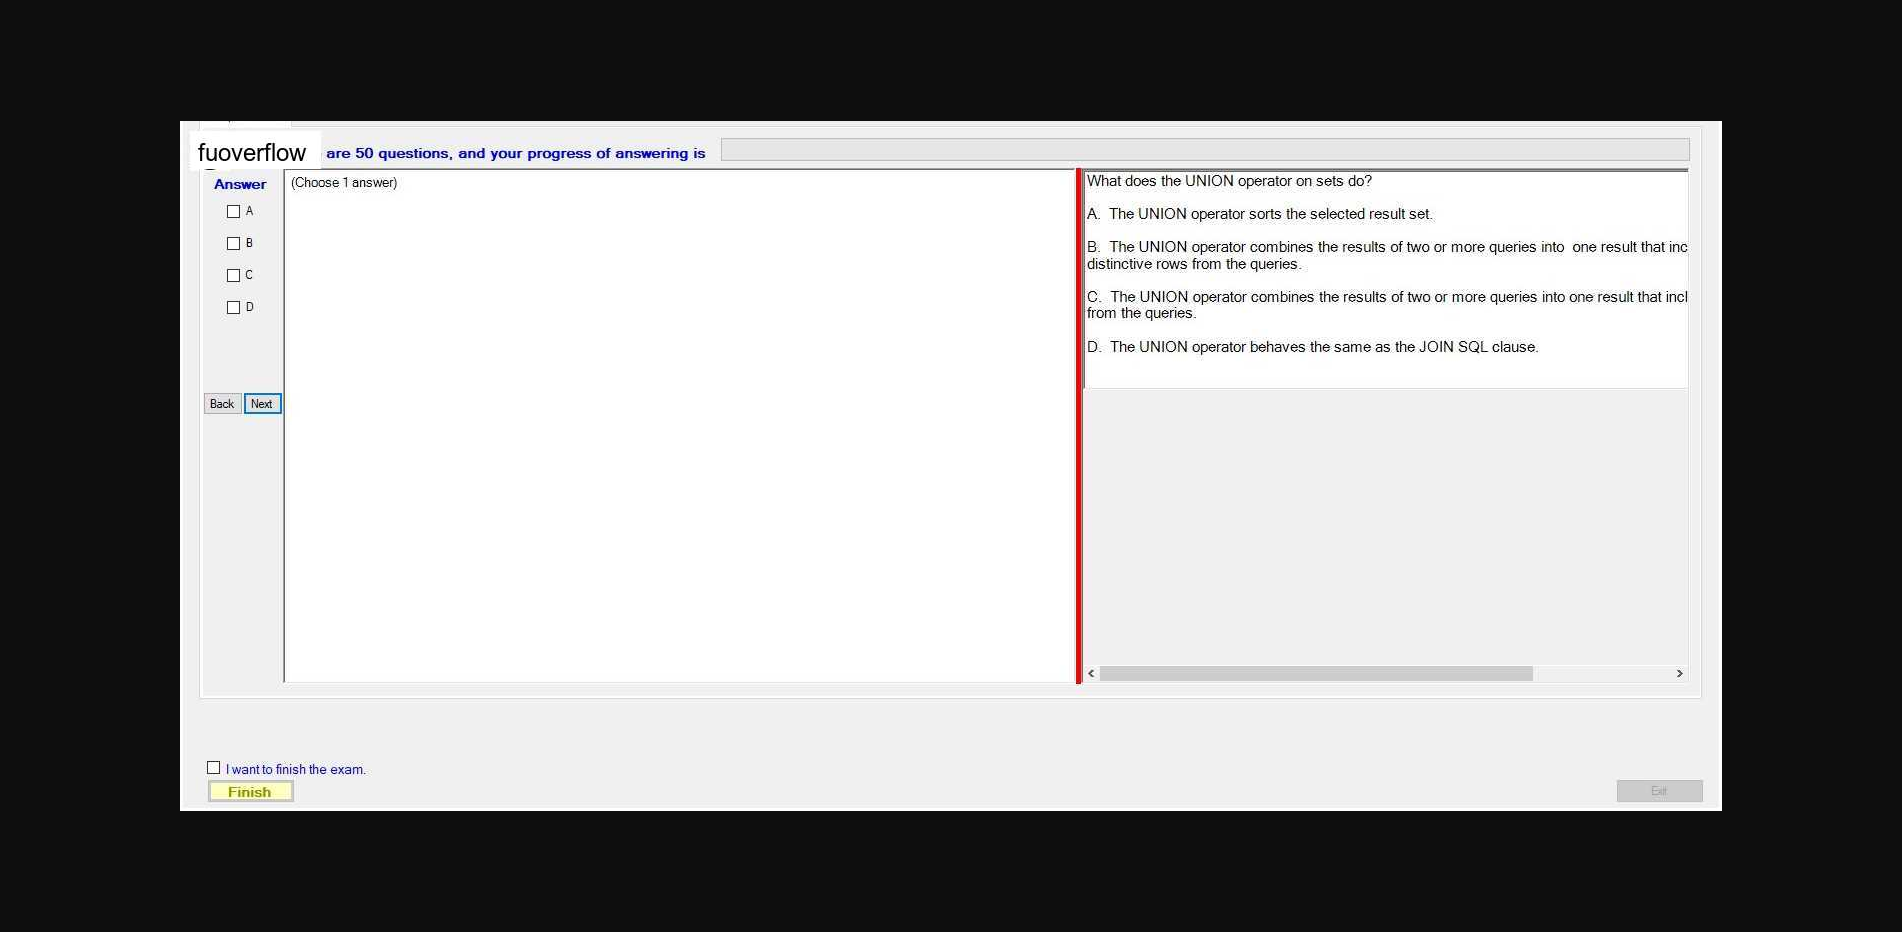 fuoverflow are 50 questions, and your progress of answering is
Answer
(Choose 1 answer)
A
B
C
D
Back Next
What does the UNION operator on sets do?
A. The UNION operator sorts the selected result set.
B. The UNION operator combines the results of two or more queries into one result that inc
distinctive rows from the queries.
C. The UNION operator combines the results of two or more queries into one result that incl
from the queries.
D. The UNION operator behaves the same as the JOIN SQL clause.
I want to finish the exam.
Finish
Exit